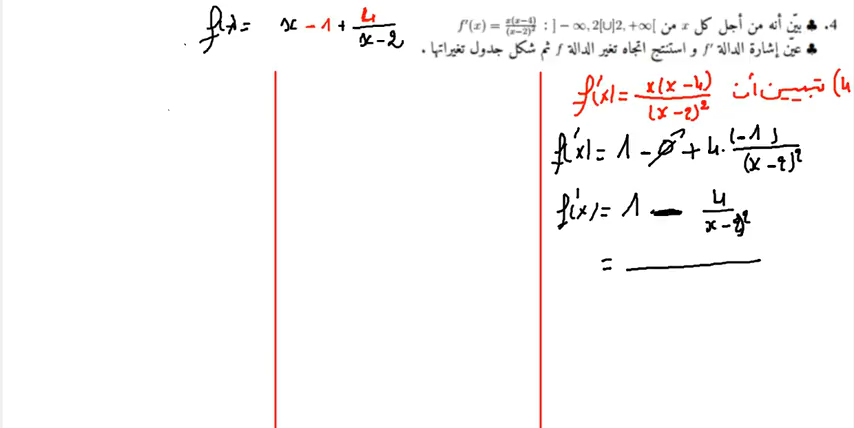 f(x) = x - 1 + 4/(x-2)
4. ♣ بيّن أنه من أجل كل x من ]-∞, 2[∪]2, +∞[ : f'(x) = x(x-4)/(x-2)²
♣ عيّن إشارة الدالة f' و استنتج اتجاه تغير الدالة f ثم شكل جدول تغيراتها .
4) تبيين أن f'(x) = x(x-4)/(x-2)²
f'(x) = 1 - 0 + 4 · (-1)/(x-2)²
f'(x) = 1 - 4/(x-2)²
=